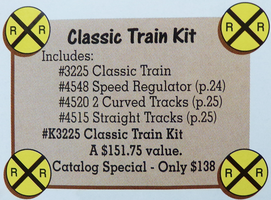 R R
R R
Classic Train Kit
Includes:
#3225 Classic Train
#4548 Speed Regulator (p.24)
#4520 2 Curved Tracks (p.25)
#4515 Straight Tracks (p.25)
#K3225 Classic Train Kit
A $151.75 value.
Catalog Special - Only $138
R R
R R